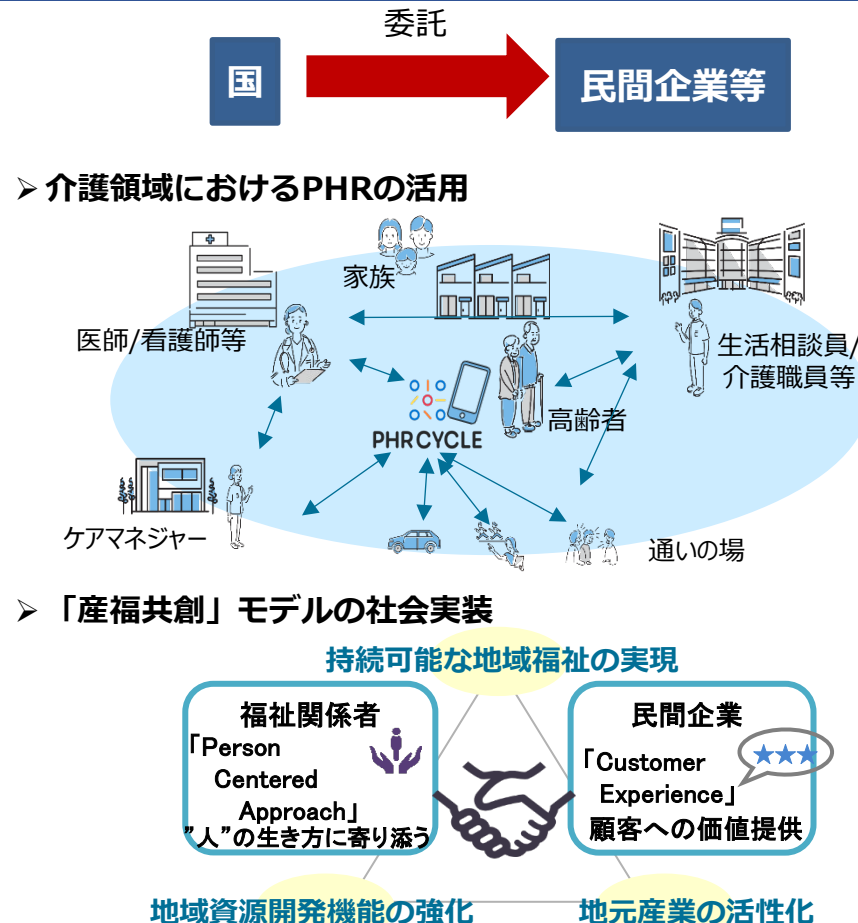 委託
国
民間企業等
➢ 介護領域におけるPHRの活用
家族
医師/看護師等
生活相談員/
介護職員等
高齢者
PHR CYCLE
ケアマネジャー
通いの場
➢ 「産福共創」モデルの社会実装
持続可能な地域福祉の実現
福祉関係者
「Person
Centered
Approach」
”人”の生き方に寄り添う
民間企業
「Customer
Experience」
顧客への価値提供
地域資源開発機能の強化
地元産業の活性化